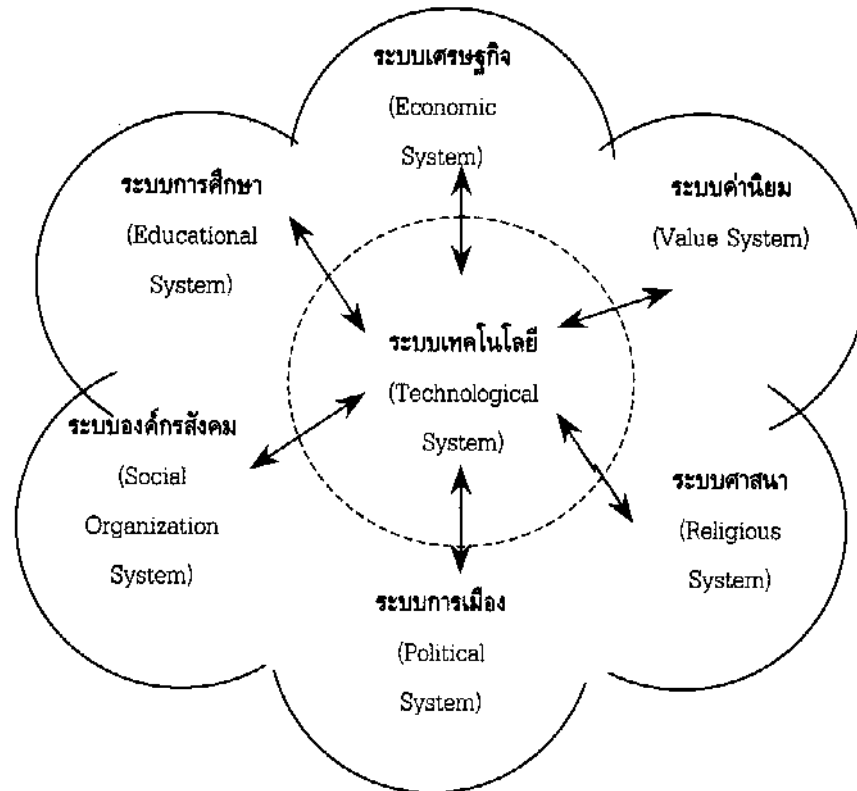 ระบบเศรษฐกิจ
(Economic
System)
ระบบการศึกษา
(Educational
System)
ระบบค่านิยม
(Value System)
ระบบเทคโนโลยี
(Technological
System)
ระบบองค์กรสังคม
(Social
Organization
System)
ระบบศาสนา
(Religious
System)
ระบบการเมือง
(Political
System)